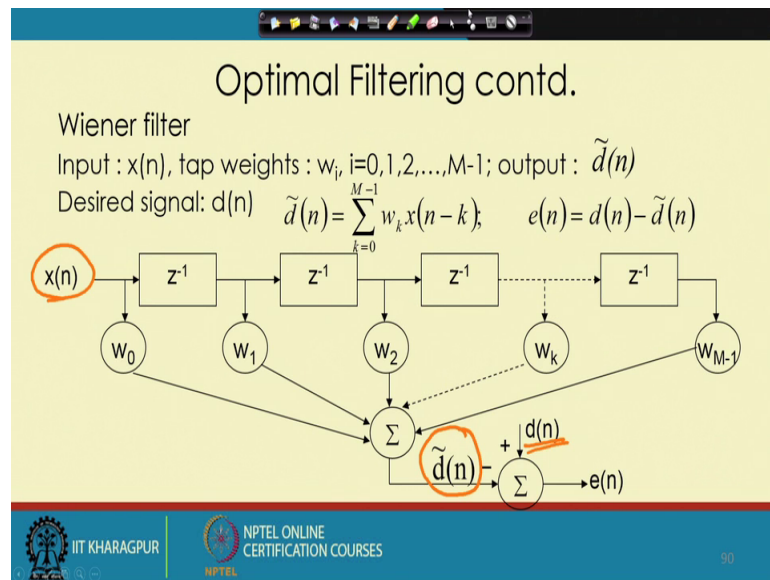 Optimal Filtering contd.
Wiener filter
Input : x(n), tap weights : wᵢ, i=0,1,2,...,M-1; output : d̃(n)
Desired signal: d(n)   d̃(n) = ∑_{k=0}^{M-1} w_k x(n-k);   e(n) = d(n) - d̃(n)
x(n) z⁻¹ z⁻¹ z⁻¹ z⁻¹
w₀ w₁ w₂ w_k w_{M-1}
Σ
d(n)
+
d̃(n) -
Σ e(n)
IIT KHARAGPUR
NPTEL ONLINE
CERTIFICATION COURSES
NPTEL
90